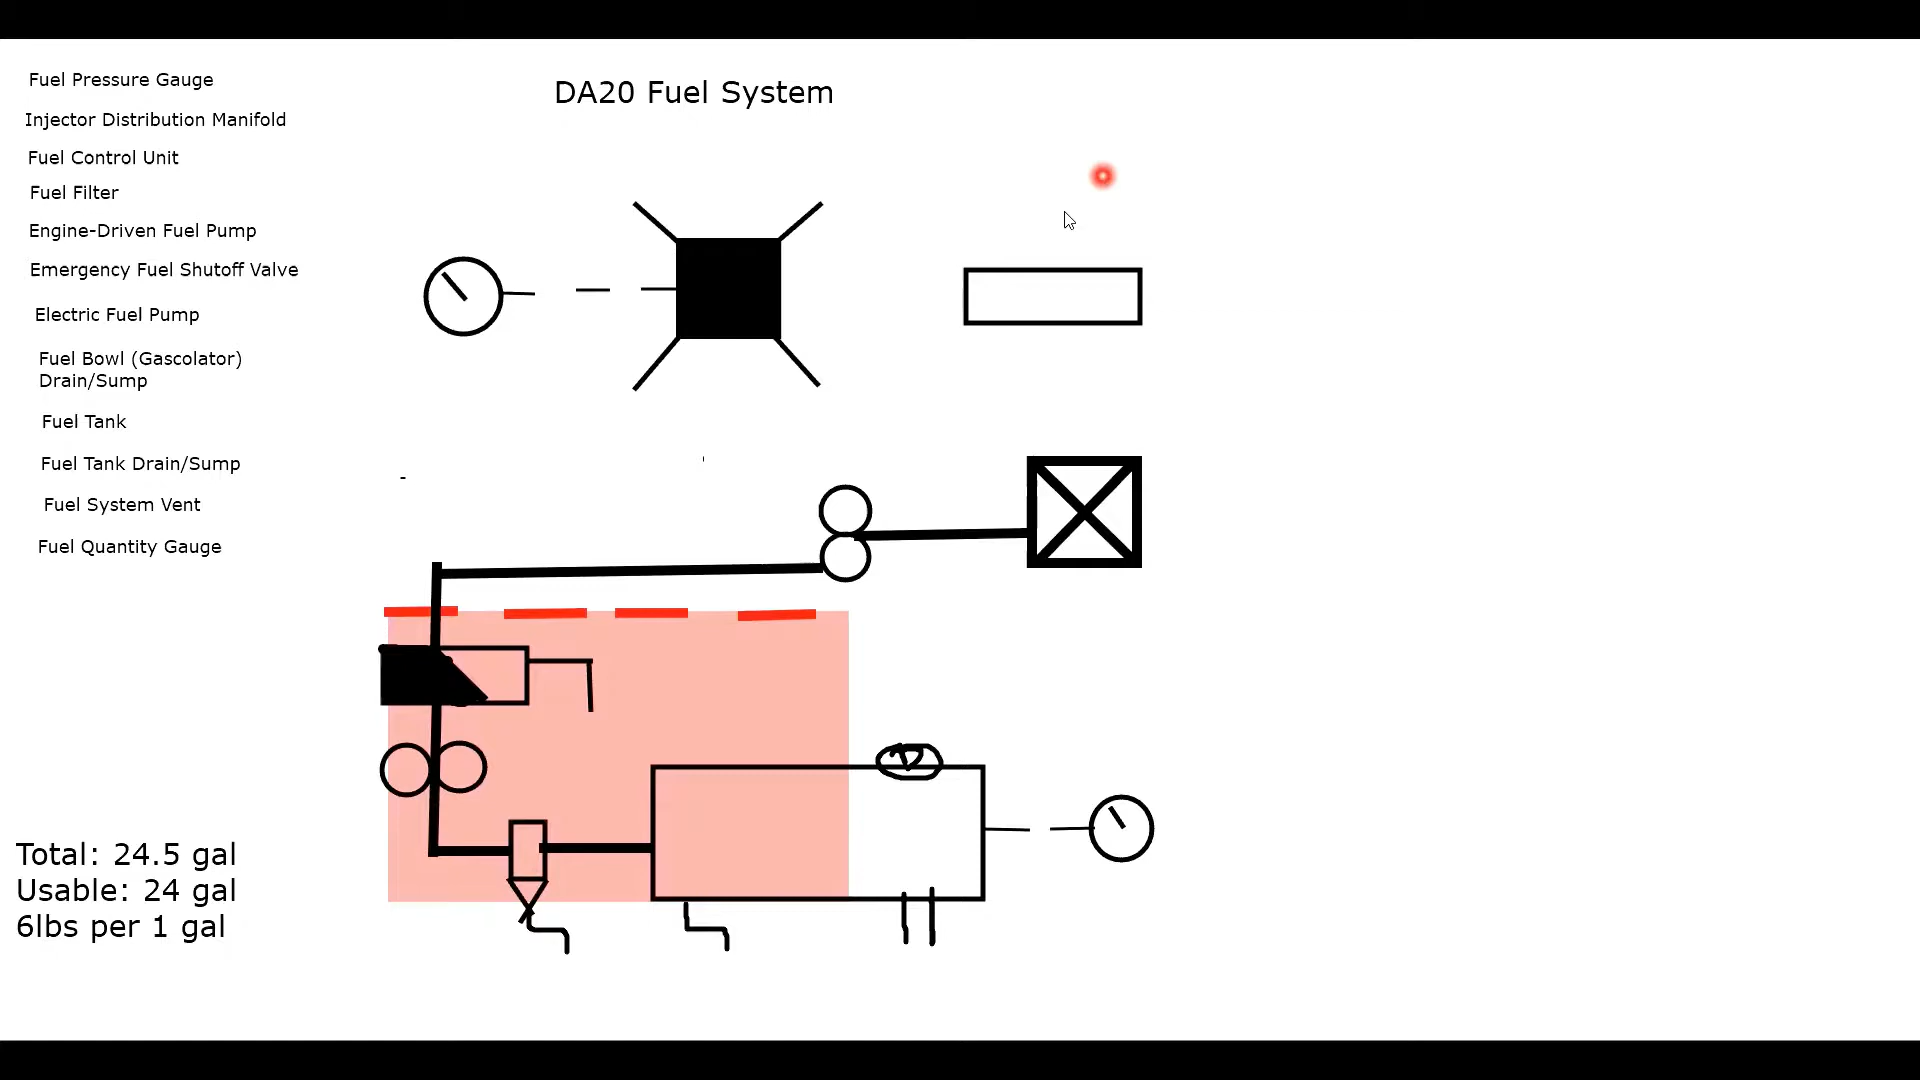 DA20 Fuel System
Fuel Pressure Gauge
Injector Distribution Manifold
Fuel Control Unit
Fuel Filter
Engine-Driven Fuel Pump
Emergency Fuel Shutoff Valve
Electric Fuel Pump
Fuel Bowl (Gascolator)
Drain/Sump
Fuel Tank
Fuel Tank Drain/Sump
Fuel System Vent
Fuel Quantity Gauge
Total: 24.5 gal
Usable: 24 gal
6lbs per 1 gal